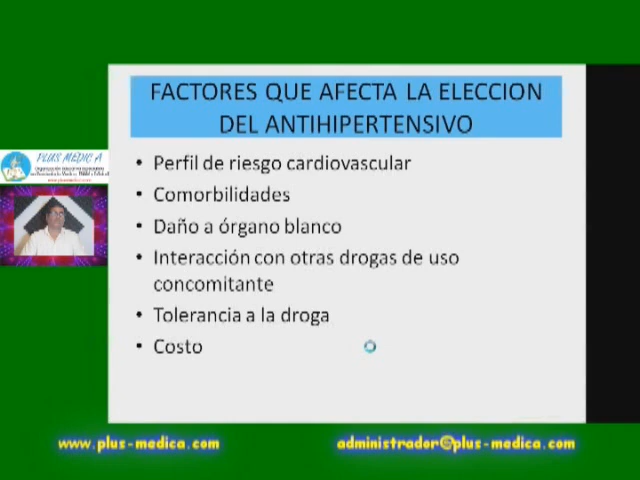 FACTORES QUE AFECTA LA ELECCION
DEL ANTIHIPERTENSIVO
• Perfil de riesgo cardiovascular
• Comorbilidades
• Daño a órgano blanco
• Interacción con otras drogas de uso
concomitante
• Tolerancia a la droga
• Costo
PLUS MEDIC A
www.plus-medica.com
administrador@plus-medica.com